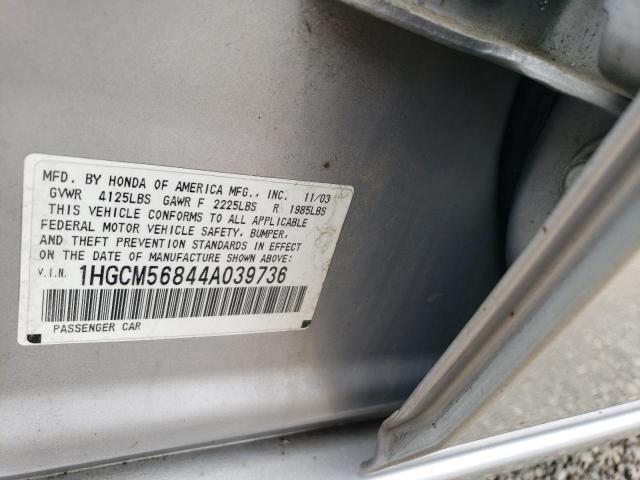 MFD. BY HONDA OF AMERICA MFG., INC. 11/03
GVWR 4125LBS GAWR F 2225LBS R 1985LBS
THIS VEHICLE CONFORMS TO ALL APPLICABLE
FEDERAL MOTOR VEHICLE SAFETY, BUMPER,
AND THEFT PREVENTION STANDARDS IN EFFECT
ON THE DATE OF MANUFACTURE SHOWN ABOVE:
V.I.N. 1HGCM56844A039736
PASSENGER CAR